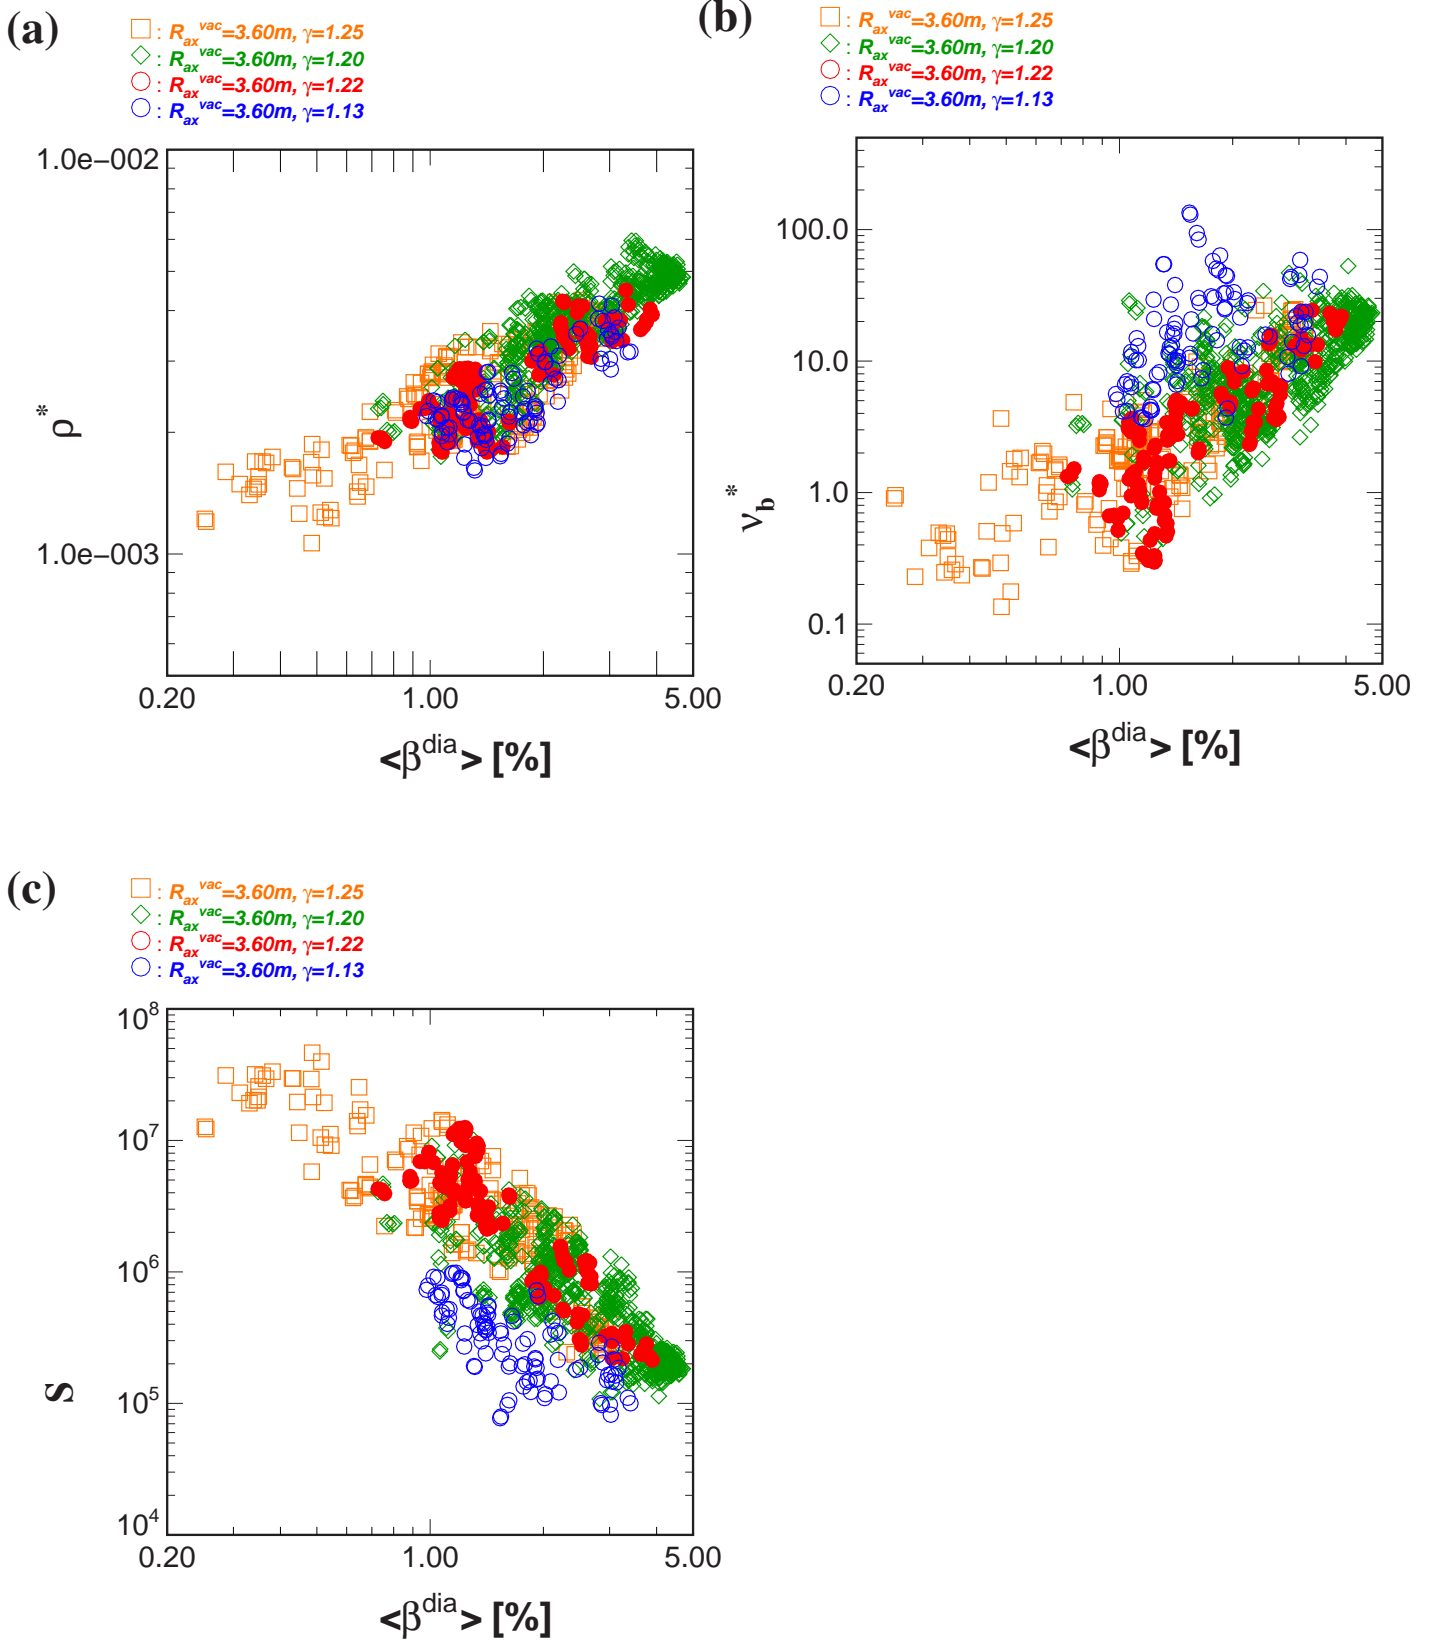 (a)
: R_ax^vac=3.60m, γ=1.25
: R_ax^vac=3.60m, γ=1.20
: R_ax^vac=3.60m, γ=1.22
: R_ax^vac=3.60m, γ=1.13
1.0e−002
1.0e−003
ρ*
0.20 1.00 5.00
<β^dia> [%]
(b)
: R_ax^vac=3.60m, γ=1.25
: R_ax^vac=3.60m, γ=1.20
: R_ax^vac=3.60m, γ=1.22
: R_ax^vac=3.60m, γ=1.13
100.0
10.0
1.0
0.1
ν_b^*
0.20 1.00 5.00
<β^dia> [%]
(c)
: R_ax^vac=3.60m, γ=1.25
: R_ax^vac=3.60m, γ=1.20
: R_ax^vac=3.60m, γ=1.22
: R_ax^vac=3.60m, γ=1.13
10^8
10^7
10^6
10^5
10^4
S
0.20 1.00 5.00
<β^dia> [%]